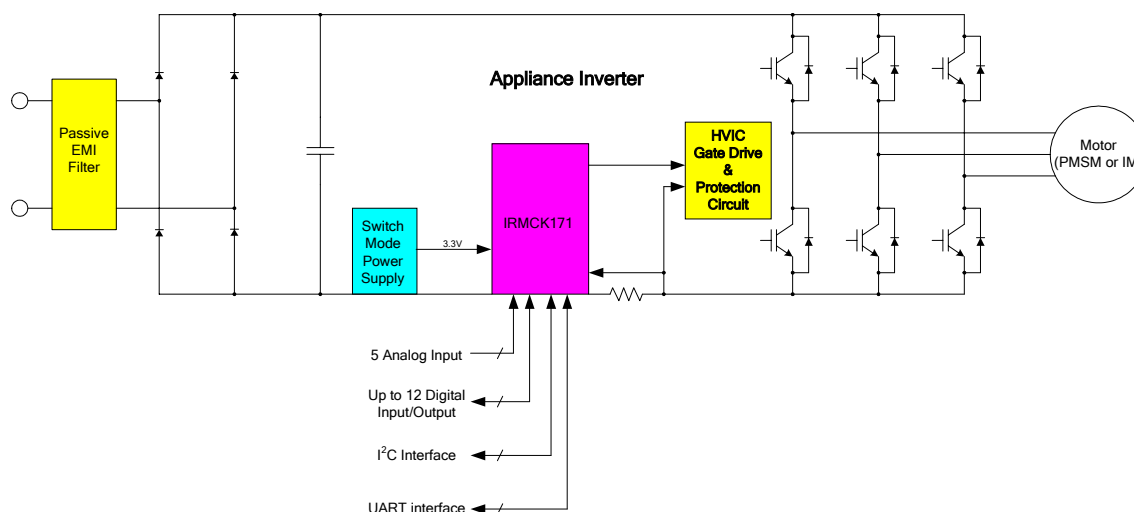 Appliance Inverter
Passive
EMI
Filter
HVIC
Gate Drive
&
Protection
Circuit
Motor
(PMSM or IM
IRMCK171
Switch
Mode
Power
Supply
3.3V
5 Analog Input
Up to 12 Digital
Input/Output
I²C Interface
UART interface